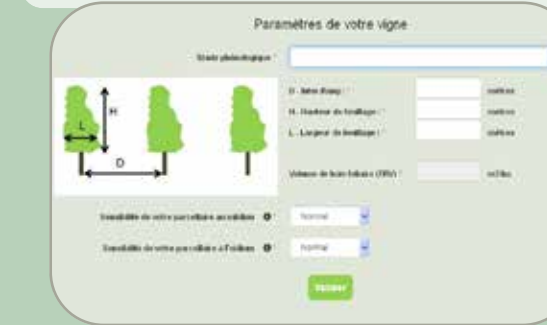 Paramètres de votre vigne
Stade phénologique *
D - Inter-Rang : * mètres
H - Hauteur de feuillage : * mètres
L - Largeur de feuillage : * mètres
H
L
D
Volume de haie foliaire (TRV) * m3/ha
Sensibilité de votre parcellaire au mildiou Normal
Sensibilité de votre parcellaire à l'oïdium Normal
Valider